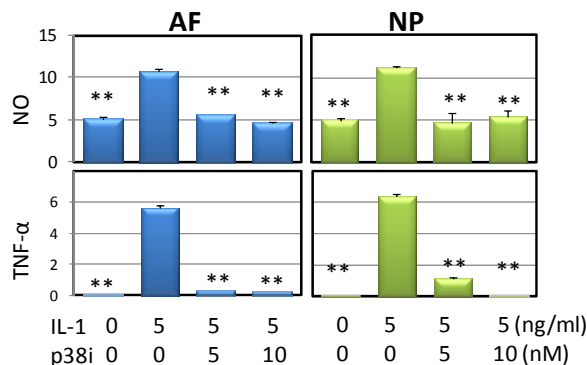 AF NP
NO
15
10
5
0
** ** ** ** ** **
TNF-α
6
4
2
0
** ** ** ** ** **
IL-1 0 5 5 5 0 5 5 5 (ng/ml)
p38i 0 0 5 10 0 0 5 10 (nM)